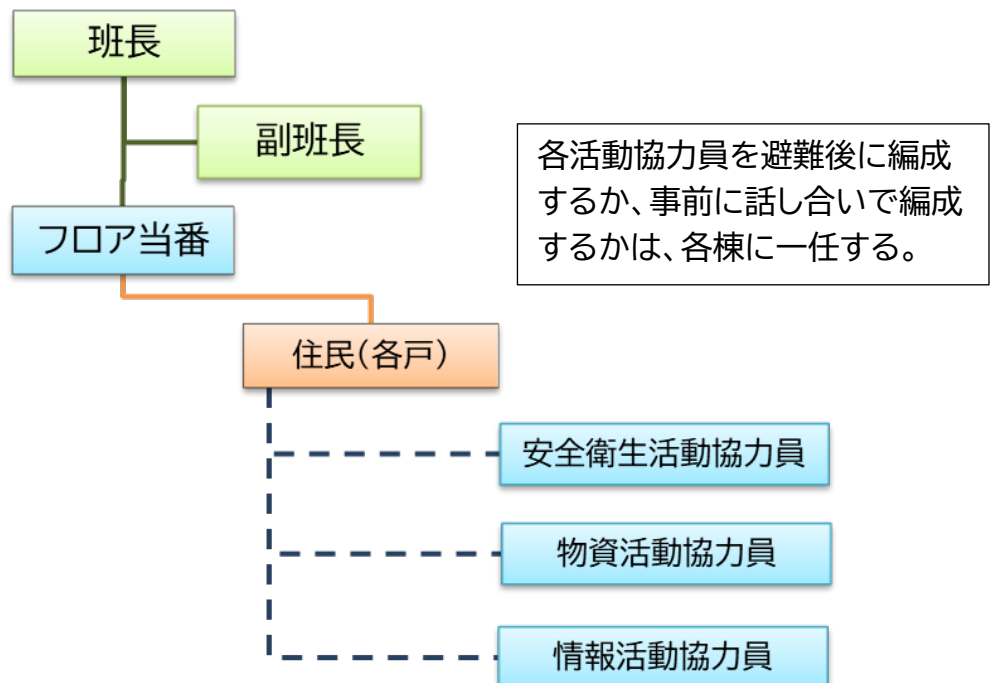 班長
副班長
各活動協力員を避難後に編成
するか、事前に話し合いで編成
するかは、各棟に一任する。
フロア当番
住民(各戸)
安全衛生活動協力員
物資活動協力員
情報活動協力員